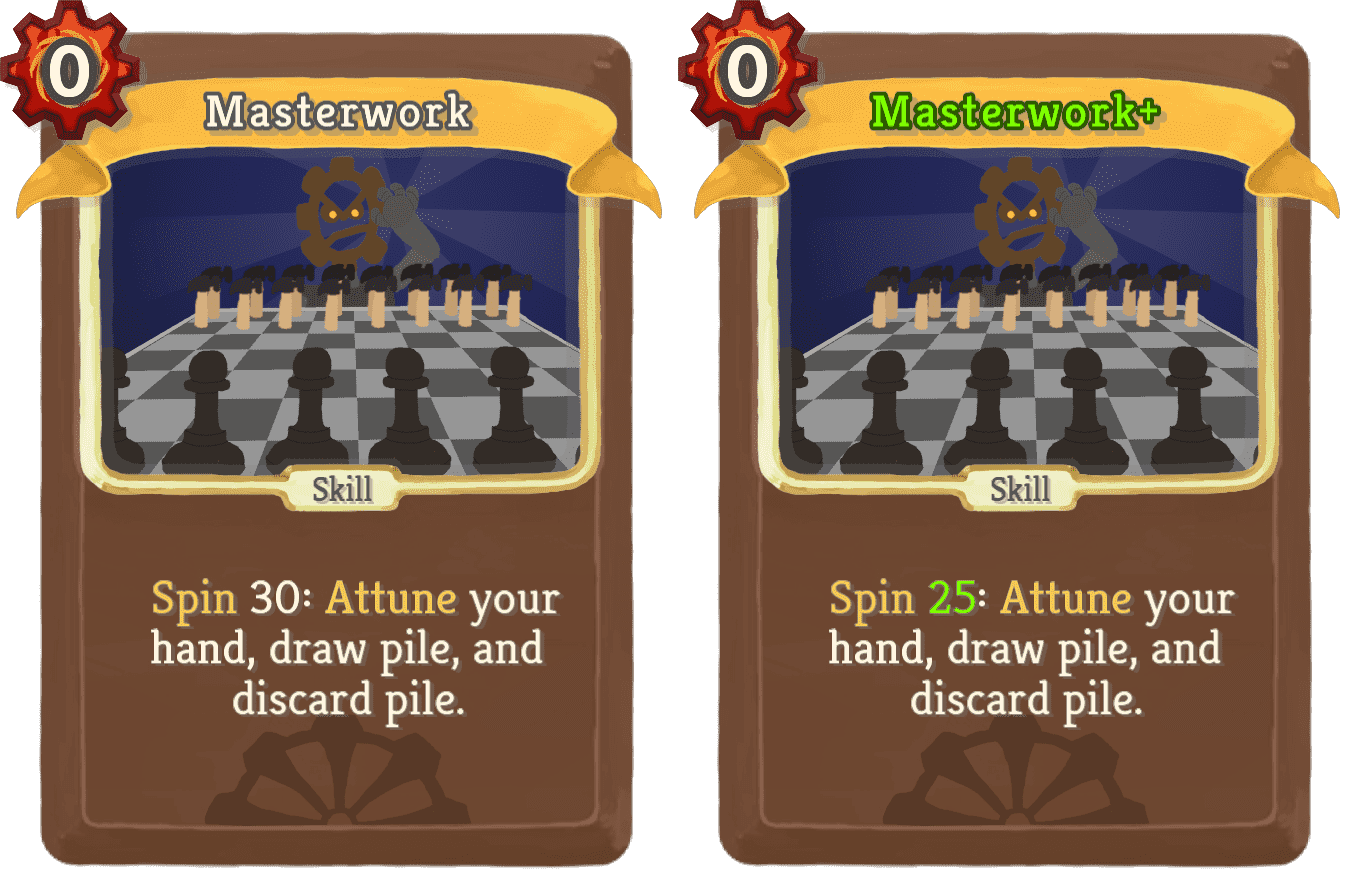 0
Masterwork
Skill
Spin 30: Attune your
hand, draw pile, and
discard pile.
0
Masterwork+
Skill
Spin 25: Attune your
hand, draw pile, and
discard pile.